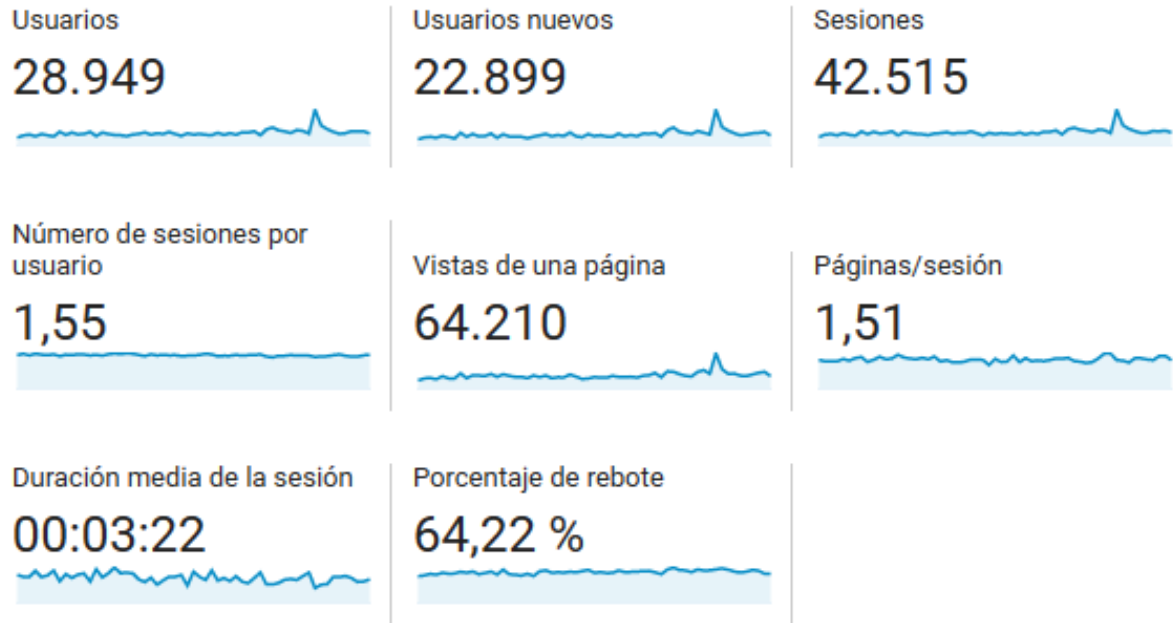 Usuarios
28.949
Usuarios nuevos
22.899
Sesiones
42.515
Número de sesiones por
usuario
1,55
Vistas de una página
64.210
Páginas/sesión
1,51
Duración media de la sesión
00:03:22
Porcentaje de rebote
64,22 %